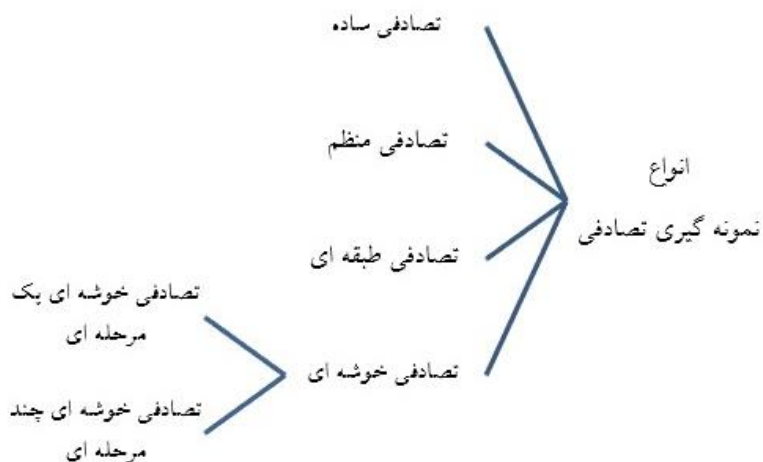 انواع
نمونه گیری تصادفی
تصادفی ساده
تصادفی منظم
تصادفی طبقه ای
تصادفی خوشه ای
تصادفی خوشه ای یک
مرحله ای
تصادفی خوشه ای چند
مرحله ای